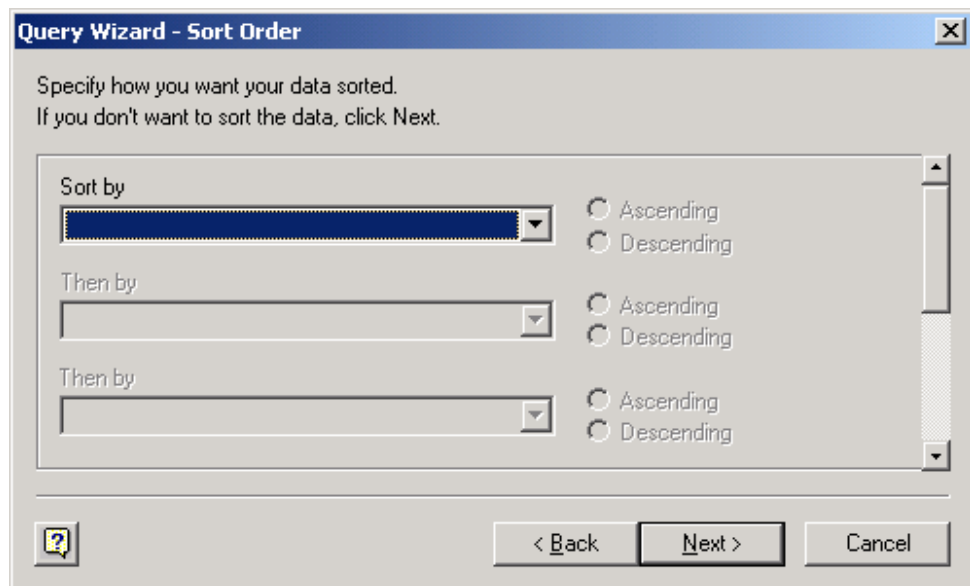 Query Wizard - Sort Order
Specify how you want your data sorted.
If you don't want to sort the data, click Next.
Sort by
Ascending
Descending
Then by
Ascending
Descending
Then by
Ascending
Descending
< Back Next > Cancel